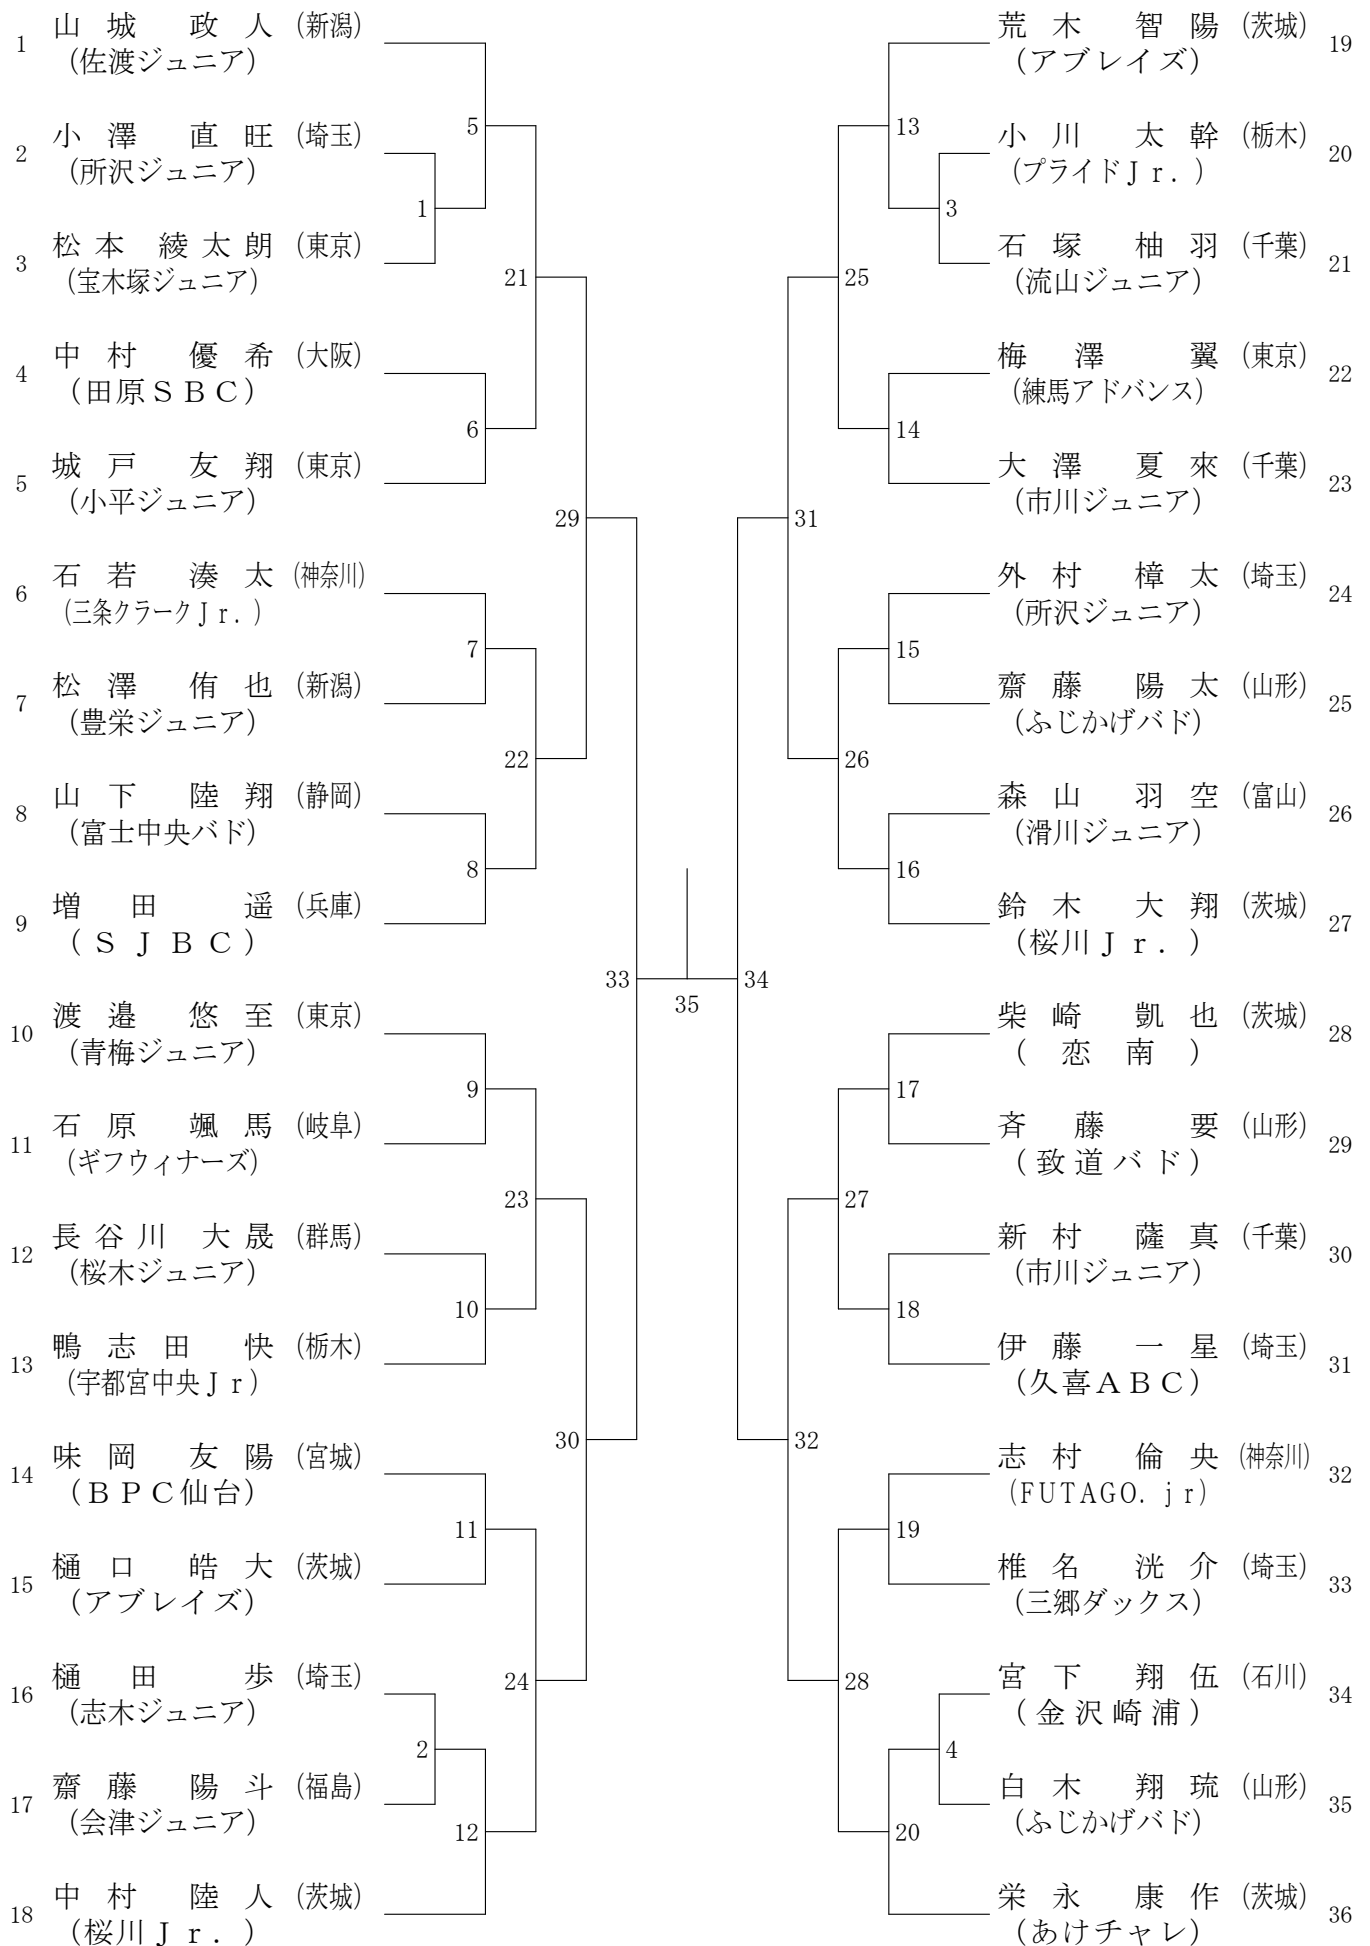 1 山城 政人 (新潟)
(佐渡ジュニア)
2 小澤 直旺 (埼玉)
(所沢ジュニア)
3 松本 綾太朗 (東京)
(宝木塚ジュニア)
4 中村 優希 (大阪)
(田原SBC)
5 城戸 友翔 (東京)
(小平ジュニア)
6 石若 湊太 (神奈川)
(三条クラークJr.)
7 松澤 侑也 (新潟)
(豊栄ジュニア)
8 山下 陸翔 (静岡)
(富士中央バド)
9 増田 遥 (兵庫)
(SJBC)
10 渡邉 悠至 (東京)
(青梅ジュニア)
11 石原 颯馬 (岐阜)
(ギフウィナーズ)
12 長谷川 大晟 (群馬)
(桜木ジュニア)
13 鴨志田 快 (栃木)
(宇都宮中央Jr)
14 味岡 友陽 (宮城)
(BPC仙台)
15 樋口 皓大 (茨城)
(アブレイズ)
16 樋田 歩 (埼玉)
(志木ジュニア)
17 齋藤 陽斗 (福島)
(会津ジュニア)
18 中村 陸人 (茨城)
(桜川Jr.)
1
2
5
6
7
8
9
10
11
12
21
22
23
24
29
30
33
35
34
31
32
25
26
27
28
13
14
15
16
17
18
19
20
3
4
荒木 智陽 (茨城) 19
(アブレイズ)
小川 太幹 (栃木) 20
(プライドJr.)
石塚 柚羽 (千葉) 21
(流山ジュニア)
梅澤 翼 (東京) 22
(練馬アドバンス)
大澤 夏來 (千葉) 23
(市川ジュニア)
外村 樟太 (埼玉) 24
(所沢ジュニア)
齋藤 陽太 (山形) 25
(ふじかげバド)
森山 羽空 (富山) 26
(滑川ジュニア)
鈴木 大翔 (茨城) 27
(桜川Jr.)
柴崎 凱也 (茨城) 28
(恋南)
斉藤 要 (山形) 29
(致道バド)
新村 薩真 (千葉) 30
(市川ジュニア)
伊藤 一星 (埼玉) 31
(久喜ABC)
志村 倫央 (神奈川) 32
(FUTAGO.jr)
椎名 洸介 (埼玉) 33
(三郷ダックス)
宮下 翔伍 (石川) 34
(金沢崎浦)
白木 翔琉 (山形) 35
(ふじかげバド)
栄永 康作 (茨城) 36
(あけチャレ)